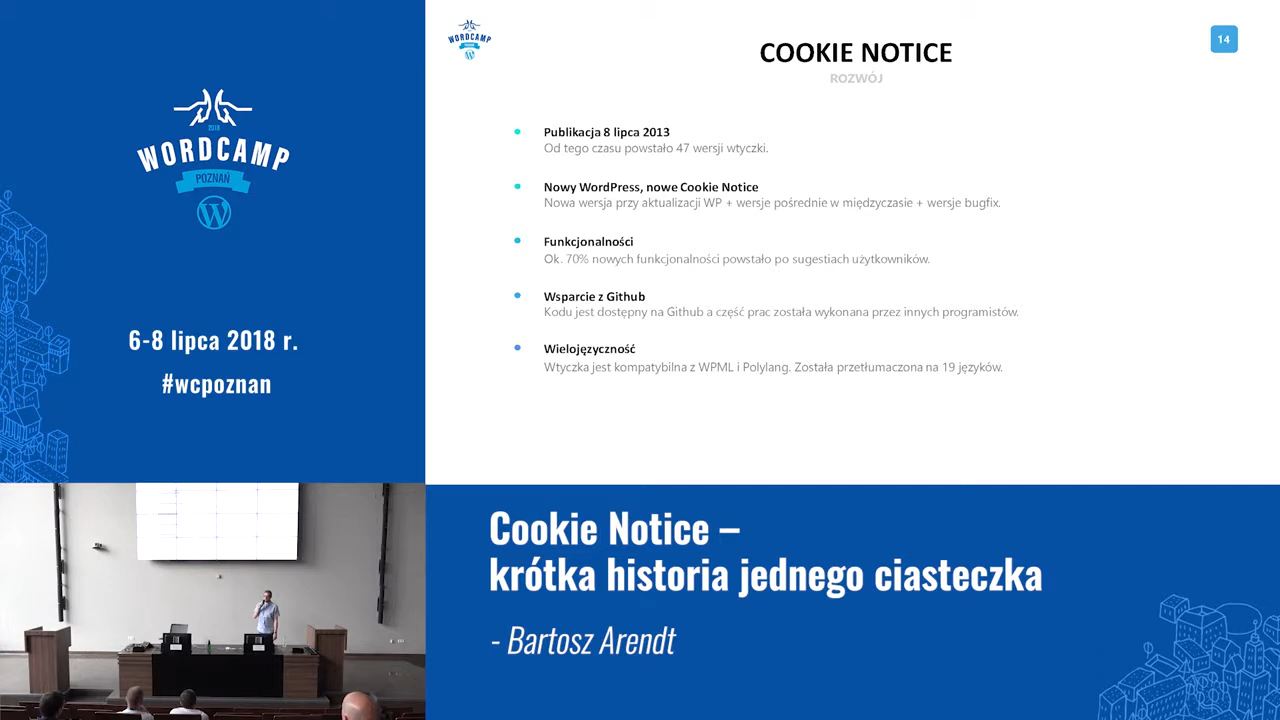 2018
WORDCAMP
POZNAŃ
6-8 lipca 2018 r.
#wcpoznan
WORDCAMP
14
COOKIE NOTICE
ROZWÓJ
Publikacja 8 lipca 2013
Od tego czasu powstało 47 wersji wtyczki.
Nowy WordPress, nowe Cookie Notice
Nowa wersja przy aktualizacji WP + wersje pośrednie w międzyczasie + wersje bugfix.
Funkcjonalności
Ok. 70% nowych funkcjonalności powstało po sugestiach użytkowników.
Wsparcie z Github
Kodu jest dostępny na Github a część prac została wykonana przez innych programistów.
Wielojęzyczność
Wtyczka jest kompatybilna z WPML i Polylang. Została przetłumaczona na 19 języków.
Cookie Notice –
krótka historia jednego ciasteczka
- Bartosz Arendt